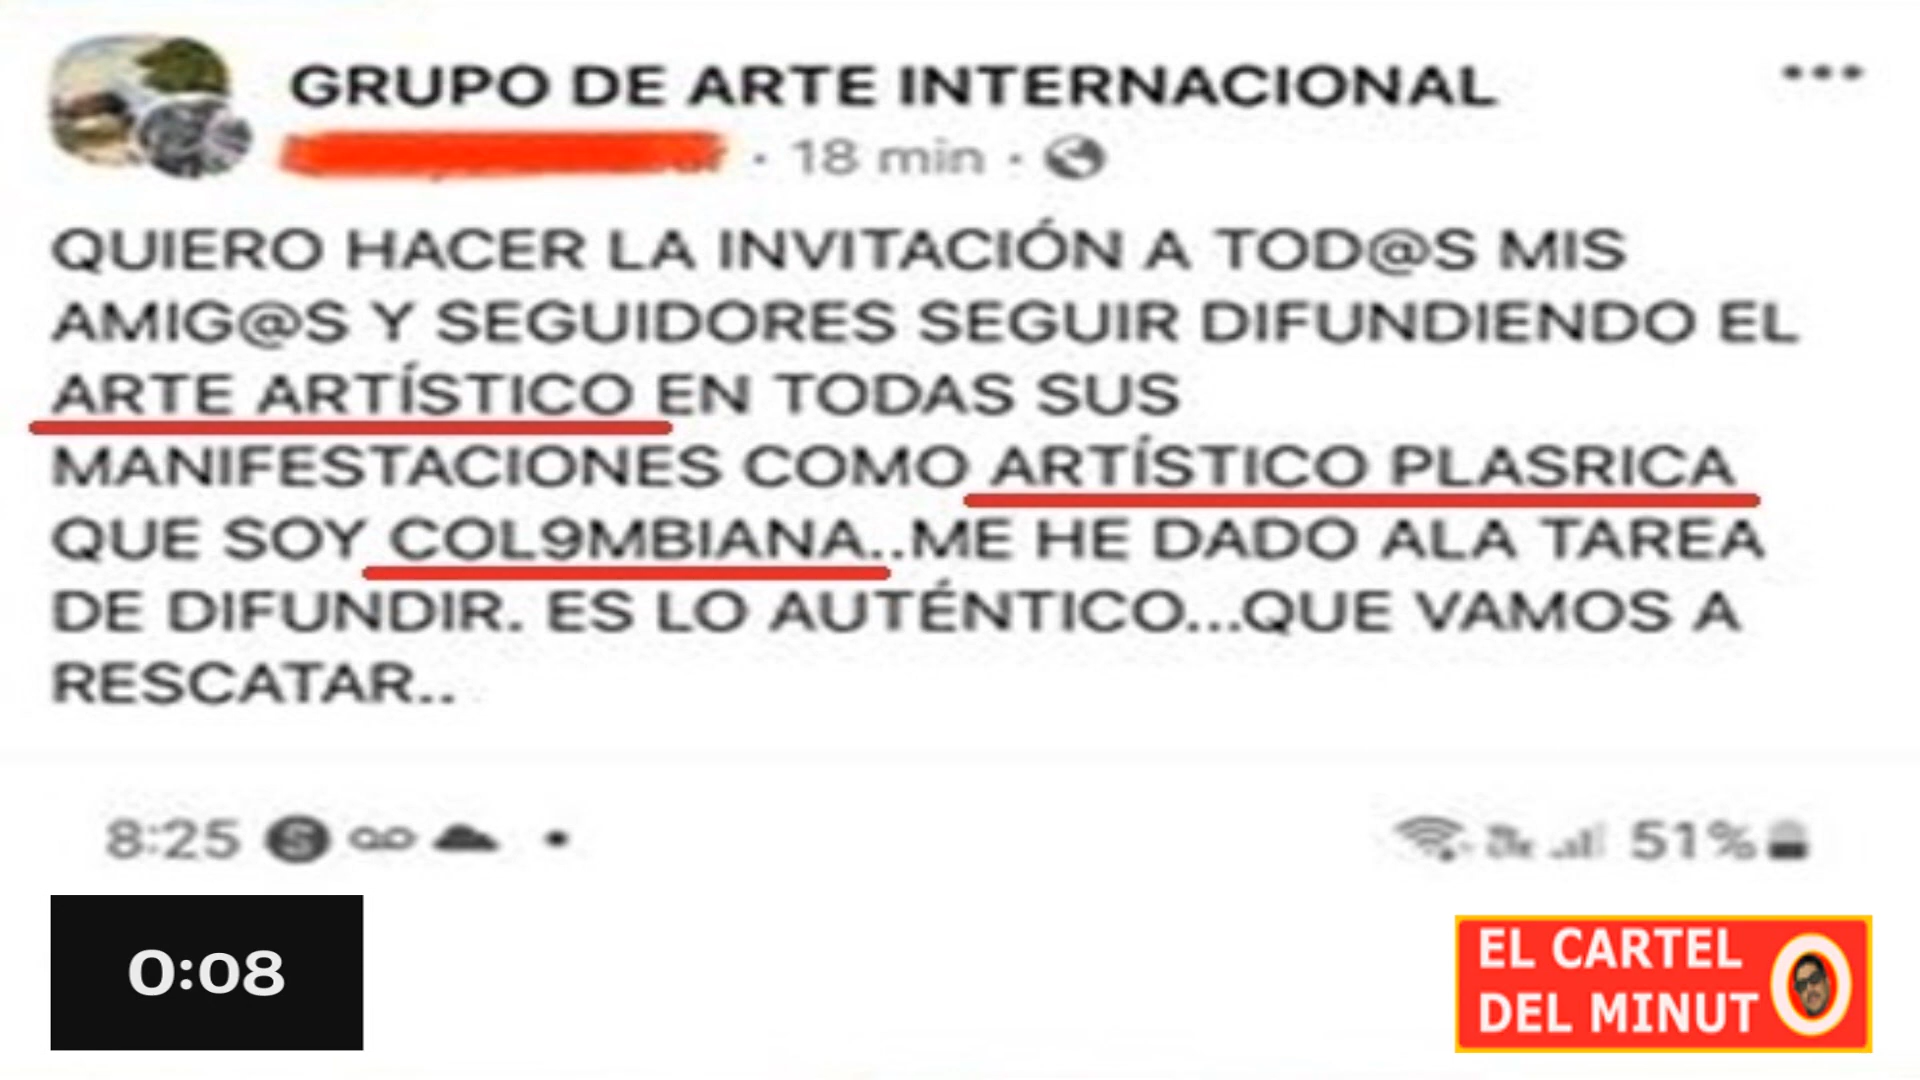 GRUPO DE ARTE INTERNACIONAL
· 18 min ·
QUIERO HACER LA INVITACIÓN A TOD@S MIS
AMIG@S Y SEGUIDORES SEGUIR DIFUNDIENDO EL
ARTE ARTÍSTICO EN TODAS SUS
MANIFESTACIONES COMO ARTÍSTICO PLASRICA
QUE SOY COL9MBIANA..ME HE DADO ALA TAREA
DE DIFUNDIR. ES LO AUTÉNTICO...QUE VAMOS A
RESCATAR..
8:25 51%
0:08
EL CARTEL
DEL MINUT